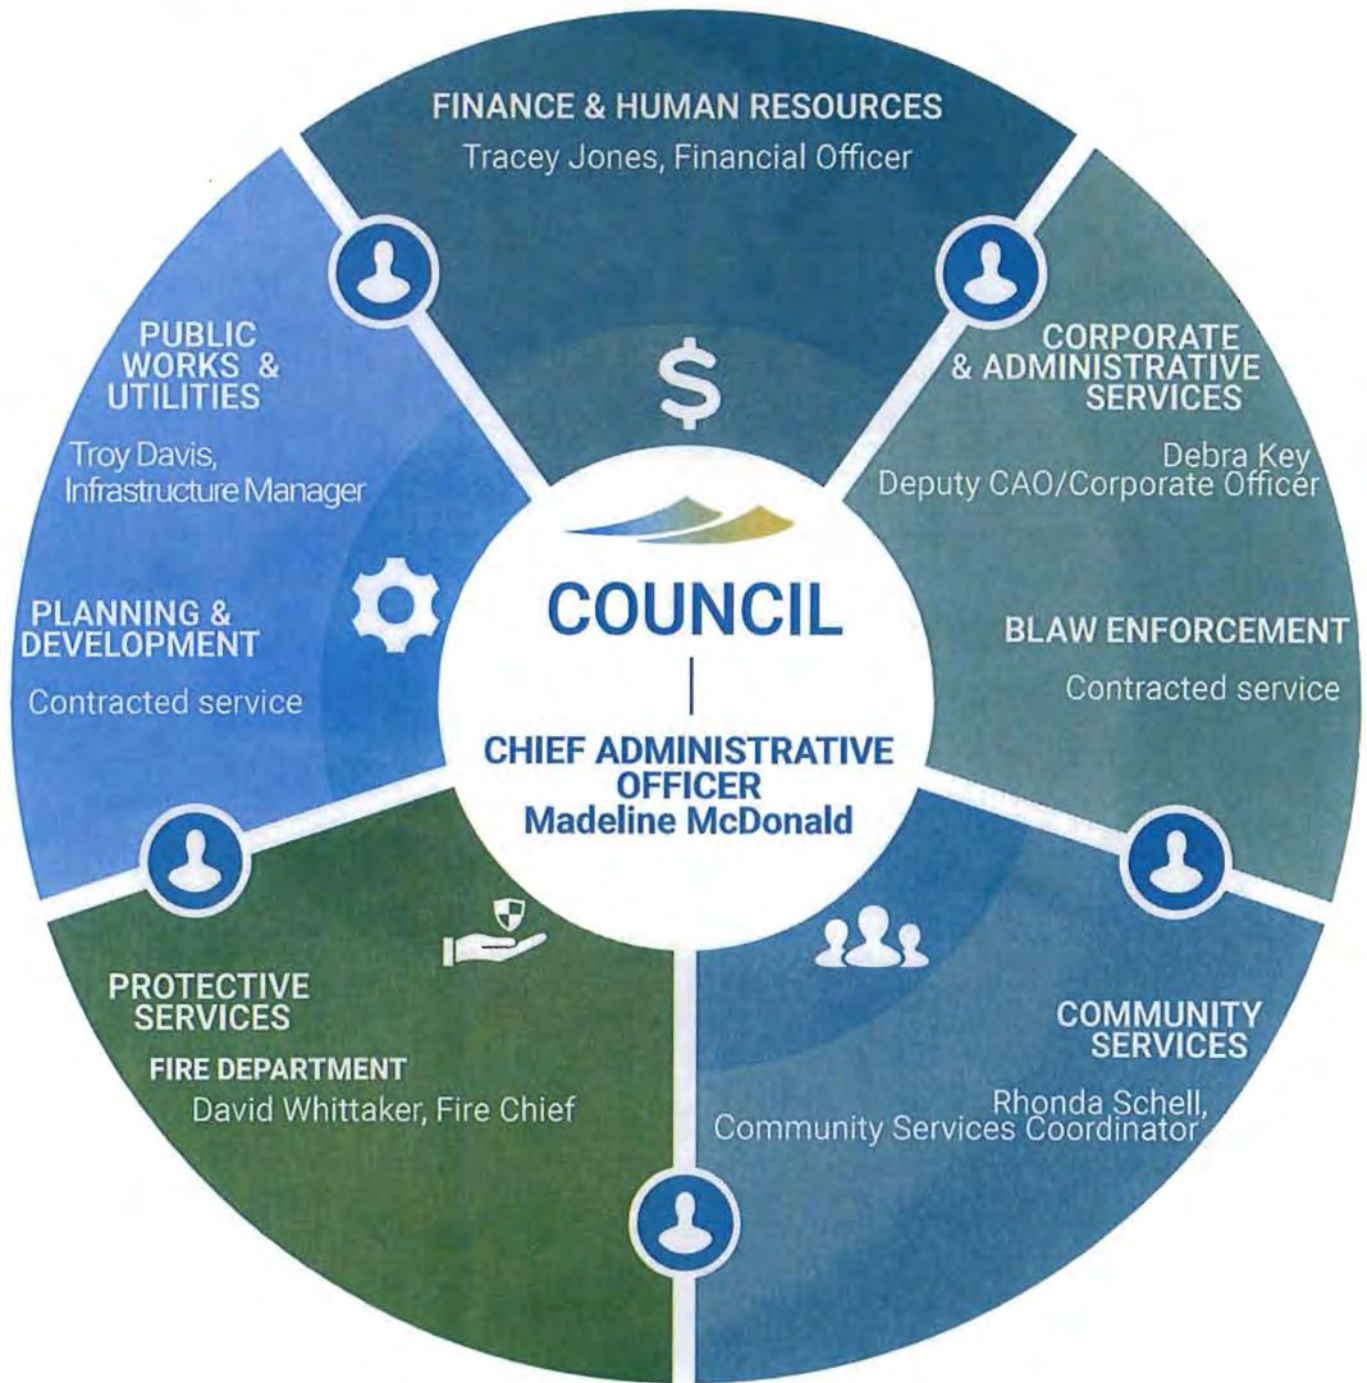 FINANCE & HUMAN RESOURCES
Tracey Jones, Financial Officer
PUBLIC
WORKS &
UTILITIES
Troy Davis,
Infrastructure Manager
PLANNING &
DEVELOPMENT
Contracted service
$
CORPORATE
& ADMINISTRATIVE
SERVICES
Debra Key
Deputy CAO/Corporate Officer
BLAW ENFORCEMENT
Contracted service
COUNCIL
CHIEF ADMINISTRATIVE
OFFICER
Madeline McDonald
PROTECTIVE
SERVICES
FIRE DEPARTMENT
David Whittaker, Fire Chief
COMMUNITY
SERVICES
Rhonda Schell,
Community Services Coordinator